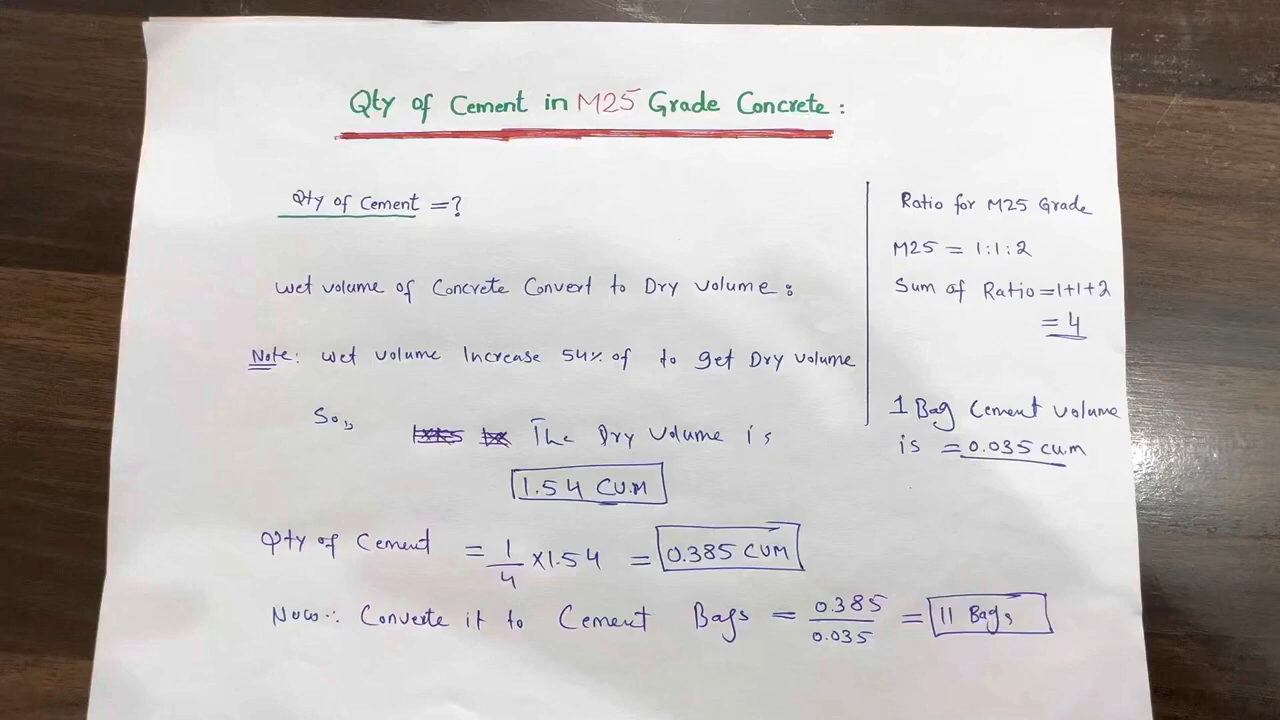 Qty of Cement in M25 Grade Concrete :
Qty of Cement = ?
Wet volume of Concrete Convert to Dry volume :
Note: Wet volume Increase 54% of to get Dry volume
So,,
The Dry Volume is
1.54 CU.M
Qty of Cement = 1/4 X1.54 = 0.385 CUM
Now:. Converte it to Cement Bags = 0.385/0.035 = 11 Bags
Ratio for M25 Grade
M25 = 1:1:2
Sum of Ratio=1+1+2
= 4
1 Bag Cement volume
is = 0.035 cu.m